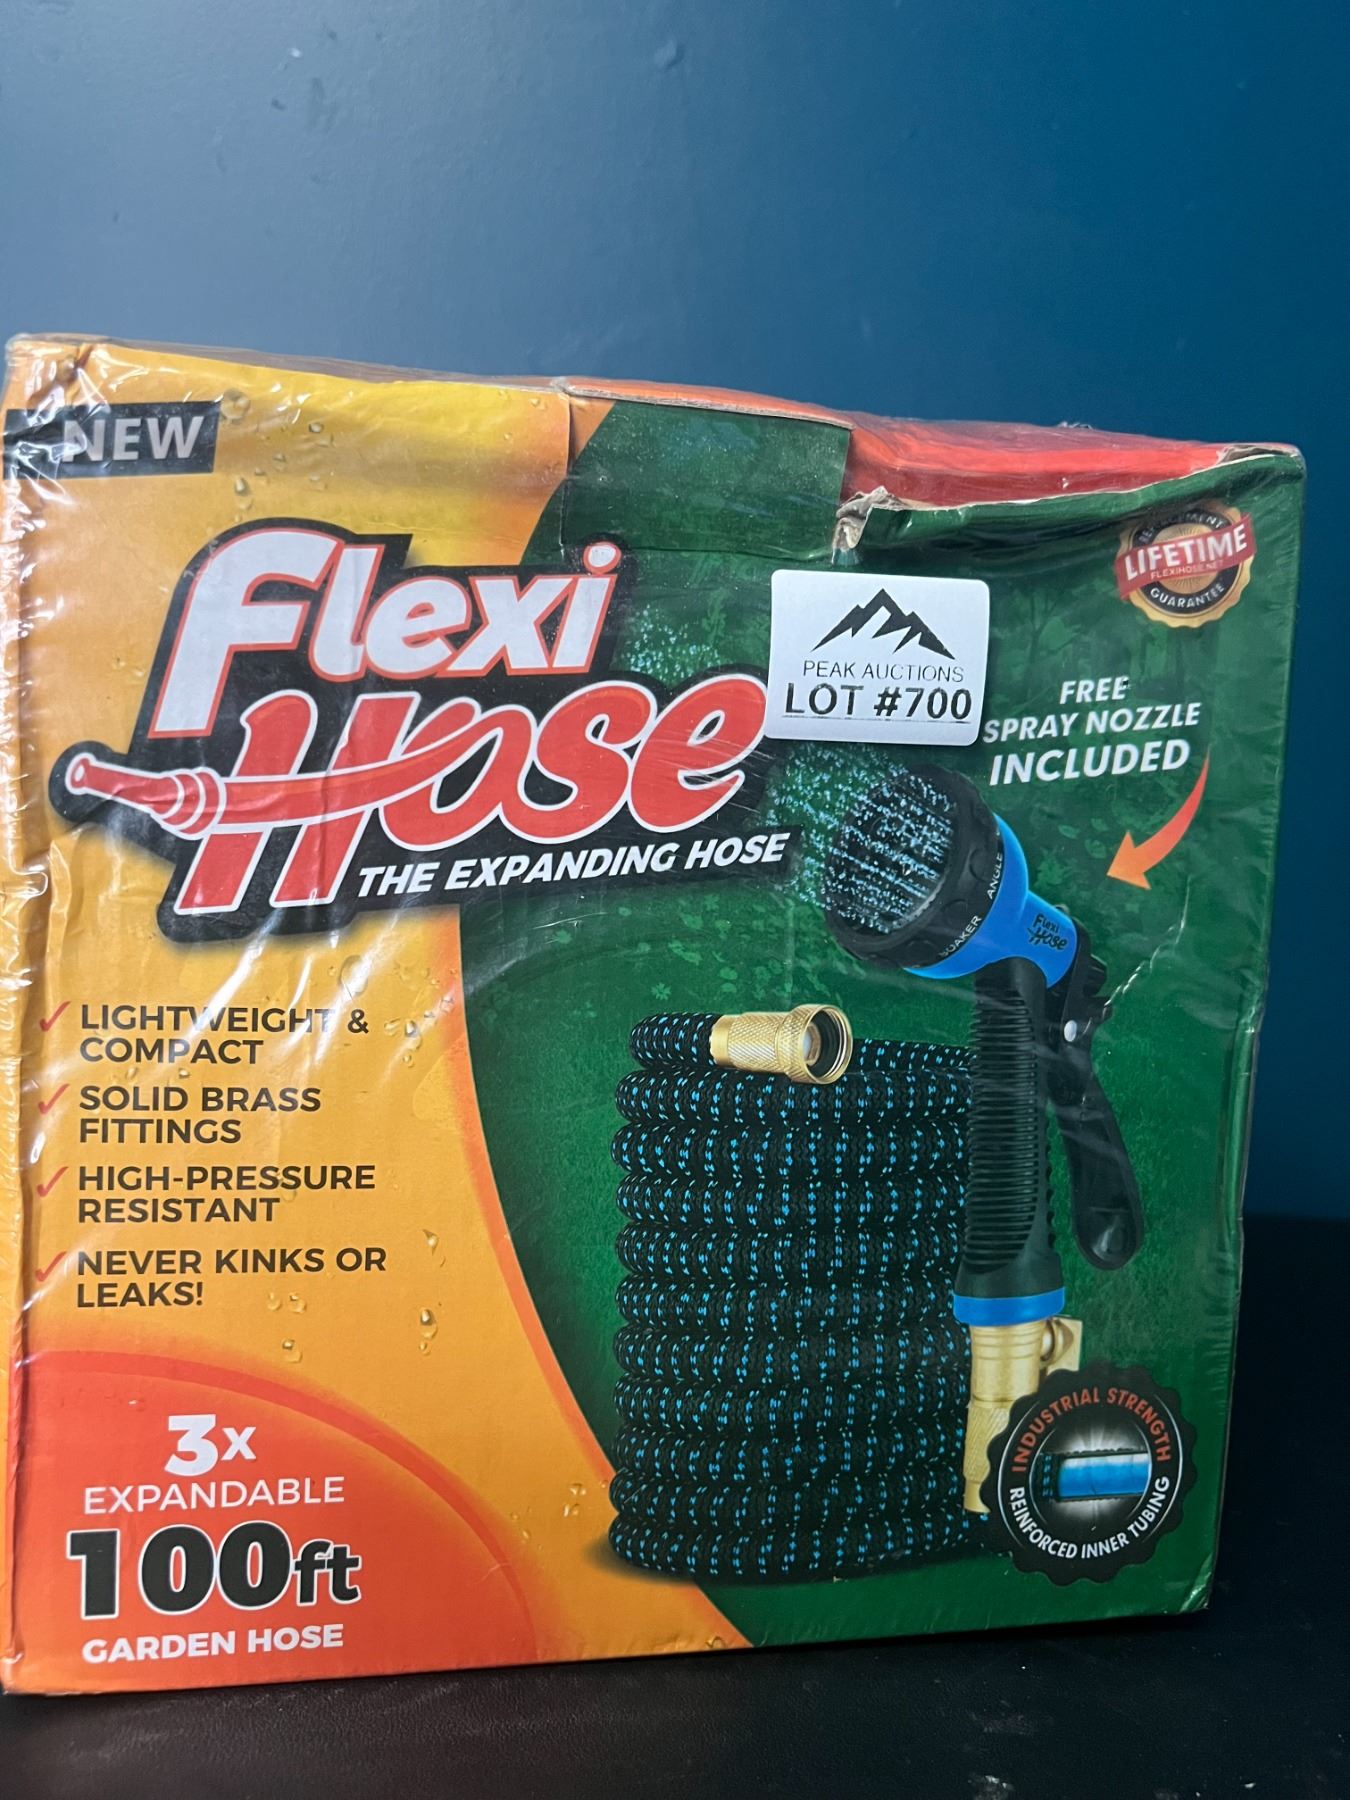 NEW
Flexi
Hose
THE EXPANDING HOSE
PEAK AUCTIONS
LOT #700
LIFETIME
FLEXIHOSE.NET
GUARANTEE
FREE
SPRAY NOZZLE
INCLUDED
SOAKER ANGLE
Flexi
Hose
LIGHTWEIGHT &
COMPACT
SOLID BRASS
FITTINGS
HIGH-PRESSURE
RESISTANT
NEVER KINKS OR
LEAKS!
3x
EXPANDABLE
100ft
GARDEN HOSE
INDUSTRIAL STRENGTH
REINFORCED INNER TUBING